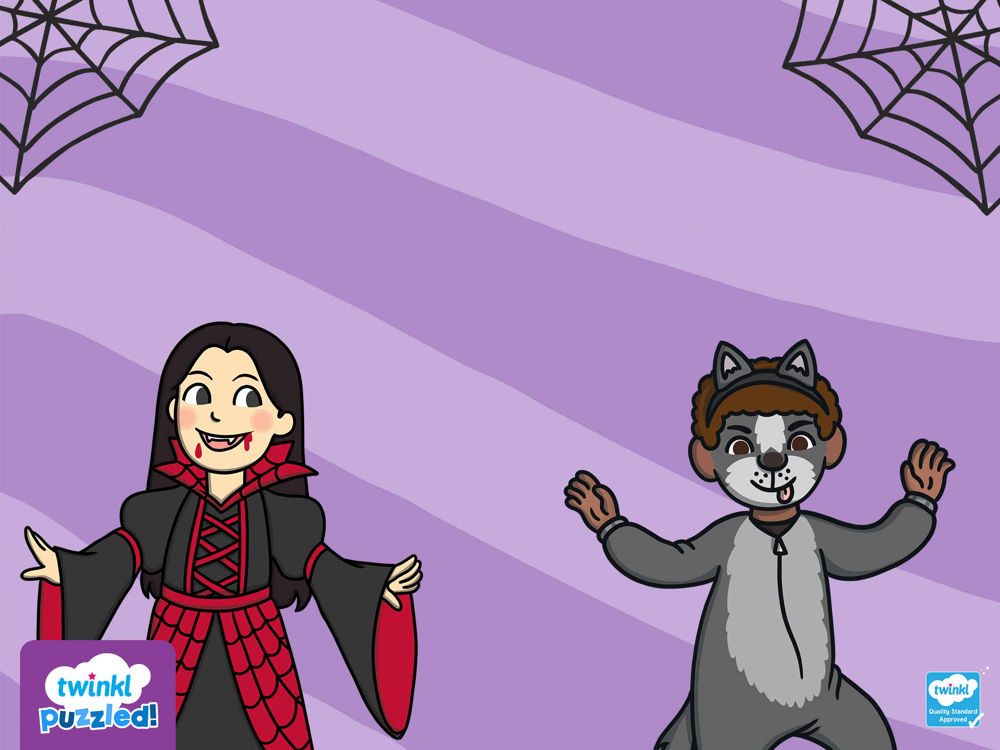 twinkl
puzzled!
twinkl
Quality Standard
Approved